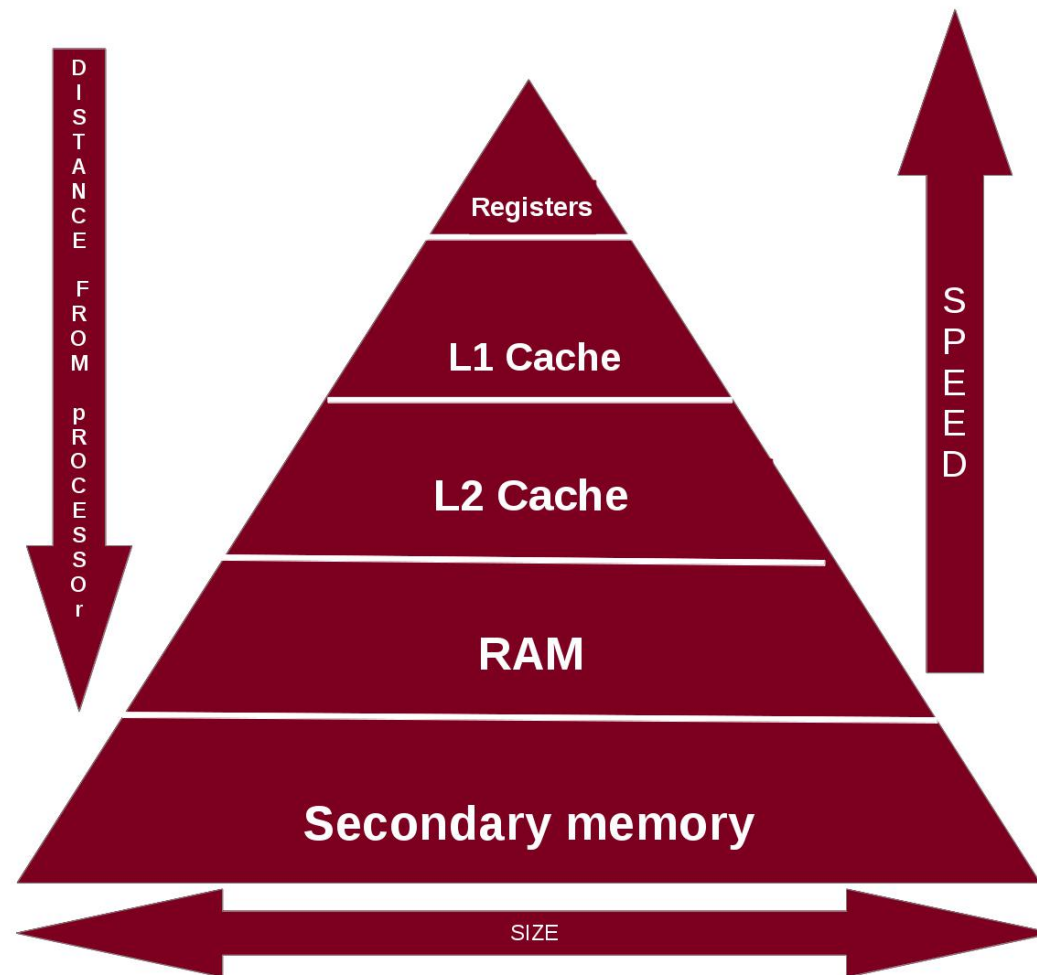 DISTANCE FROM pROCESSOr
Registers
L1 Cache
L2 Cache
RAM
Secondary memory
SPEED
SIZE